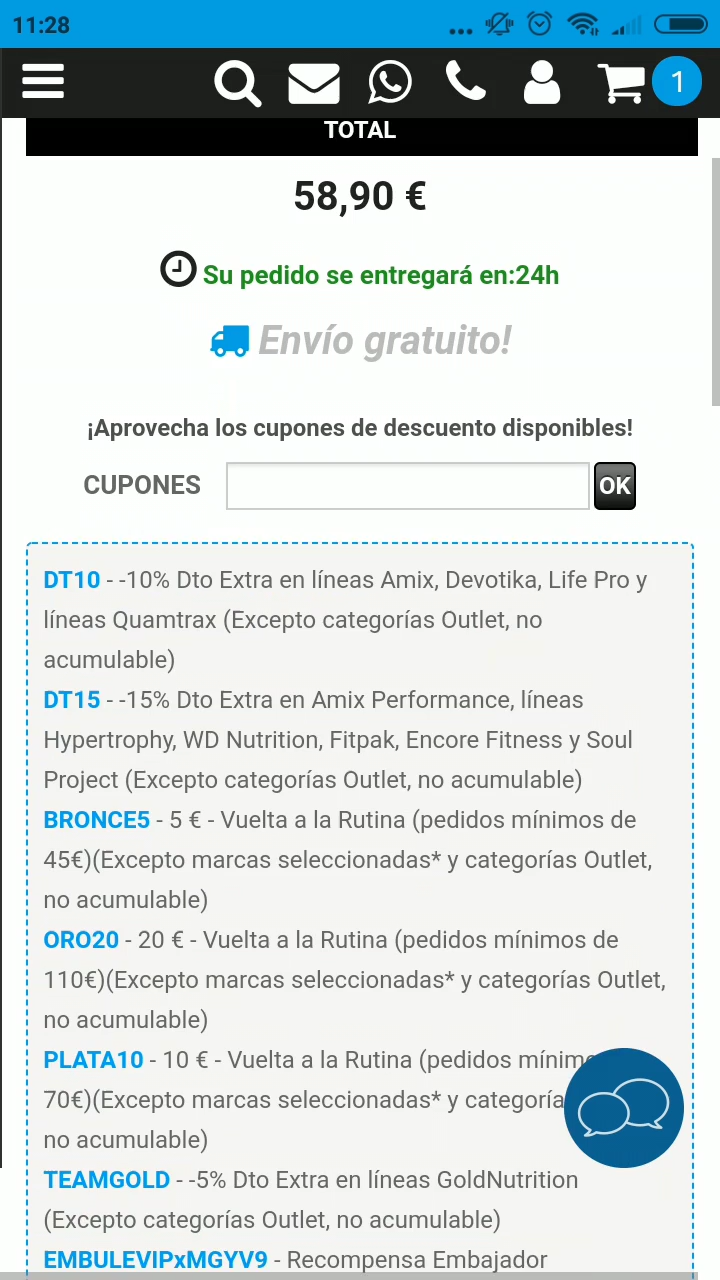 11:28
1
TOTAL
58,90 €
Su pedido se entregará en:24h
Envío gratuito!
¡Aprovecha los cupones de descuento disponibles!
CUPONES OK
DT10 - -10% Dto Extra en líneas Amix, Devotika, Life Pro y
líneas Quamtrax (Excepto categorías Outlet, no
acumulable)
DT15 - -15% Dto Extra en Amix Performance, líneas
Hypertrophy, WD Nutrition, Fitpak, Encore Fitness y Soul
Project (Excepto categorías Outlet, no acumulable)
BRONCE5 - 5 € - Vuelta a la Rutina (pedidos mínimos de
45€)(Excepto marcas seleccionadas* y categorías Outlet,
no acumulable)
ORO20 - 20 € - Vuelta a la Rutina (pedidos mínimos de
110€)(Excepto marcas seleccionadas* y categorías Outlet,
no acumulable)
PLATA10 - 10 € - Vuelta a la Rutina (pedidos
70€)(Excepto marcas seleccionadas* y
no acumulable)
TEAMGOLD - -5% Dto Extra en líneas GoldNutrition
(Excepto categorías Outlet, no acumulable)
EMBULEVIPxMGYV9 - Recompensa Embajador